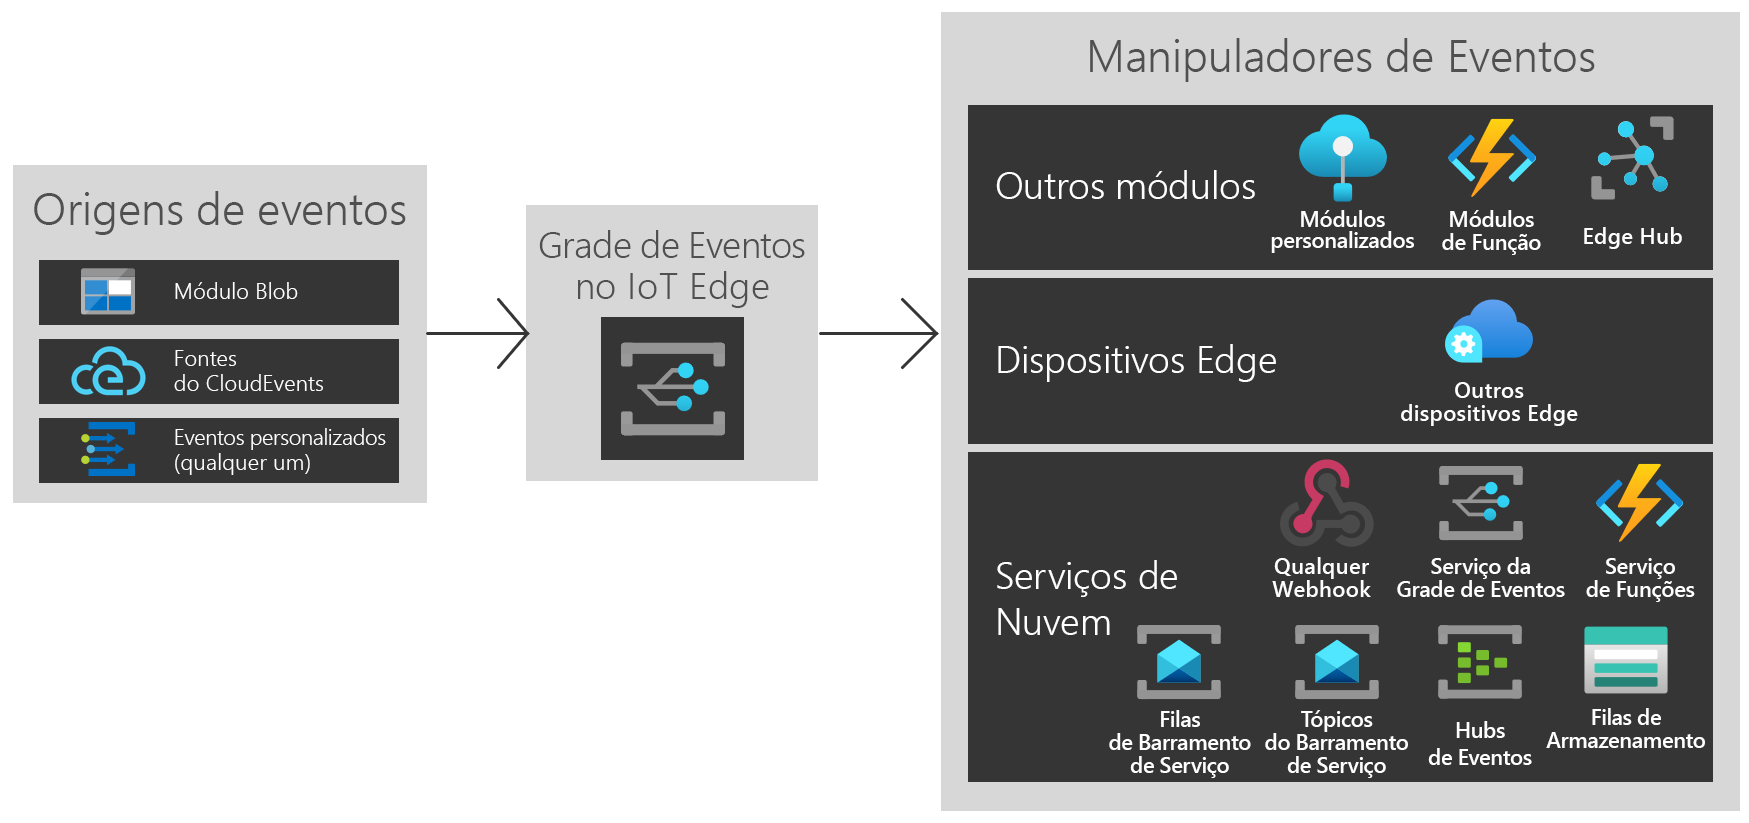 Origens de eventos
Módulo Blob
Fontes
do CloudEvents
Eventos personalizados
(qualquer um)
Grade de Eventos
no IoT Edge
Manipuladores de Eventos
Outros módulos
Módulos
personalizados
Módulos
de Função
Edge Hub
Dispositivos Edge
Outros
dispositivos Edge
Serviços de
Nuvem
Qualquer
Webhook
Serviço da
Grade de Eventos
Serviço
de Funções
Filas
de Barramento
de Serviço
Tópicos
do Barramento
de Serviço
Hubs
de Eventos
Filas de
Armazenamento